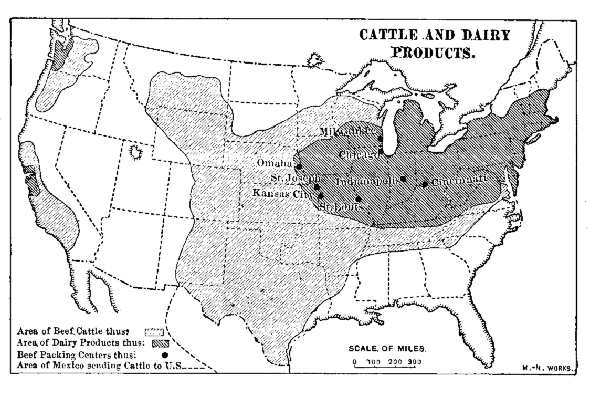 CATTLE AND DAIRY
PRODUCTS.
Milwaukee
Chicago
Omaha
St. Joseph
Indianapolis
Cincinnati
Kansas City
St. Louis
Area of Beef Cattle thus:
Area of Dairy Products thus:
Beef Packing Centers thus:
Area of Mexico sending Cattle to U.S.
SCALE OF MILES.
0 100 200 300
M.-N. WORKS.